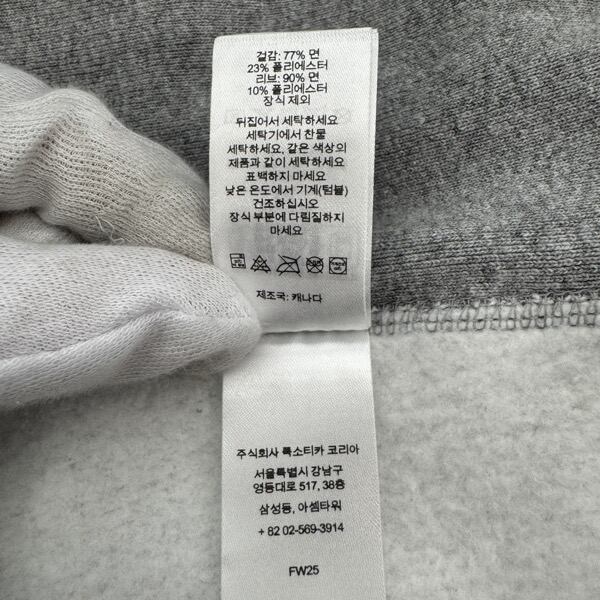 겉감: 77% 면
23% 폴리에스터
리브: 90% 면
10% 폴리에스터
장식 제외
뒤집어서 세탁하세요
세탁기에서 찬물
세탁하세요, 같은 색상의
제품과 같이 세탁하세요
표백하지 마세요
낮은 온도에서 기계(텀블)
건조하십시오
장식 부분에 다림질하지
마세요
제조국: 캐나다
주식회사 룩소티카 코리아
서울특별시 강남구
영동대로 517, 38층
삼성동, 아셈타워
+ 82 02-569-3914
FW25